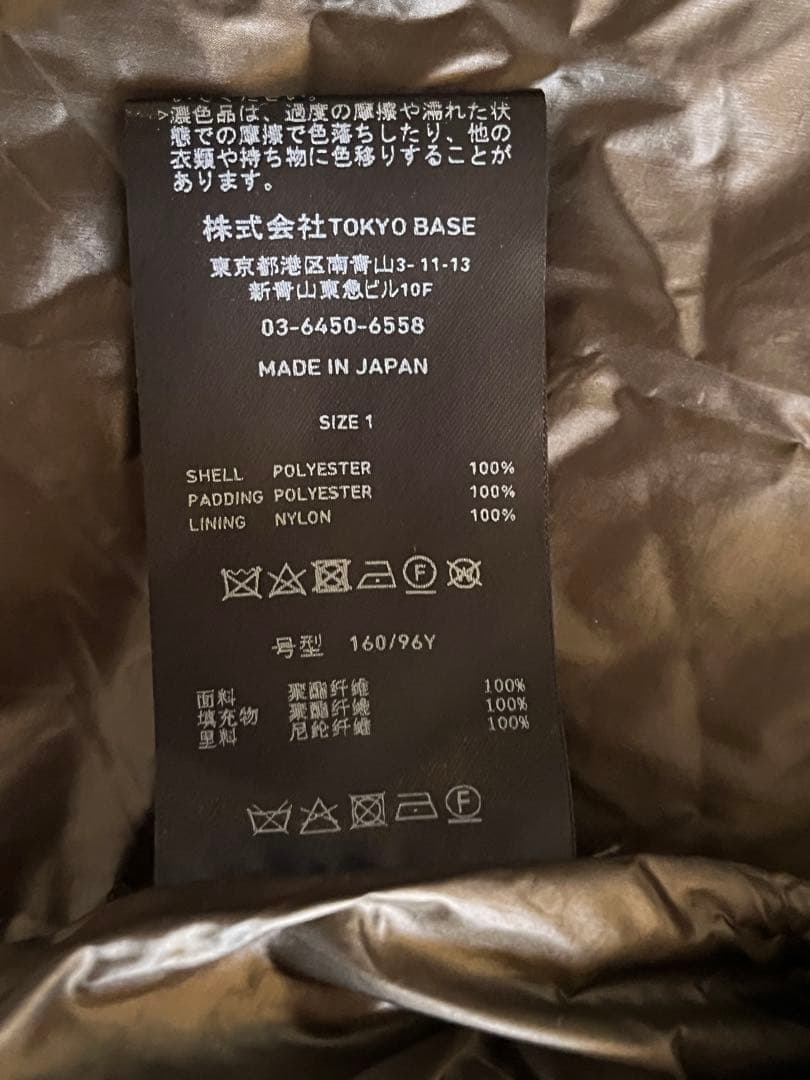 >濃色品は、過度の摩擦や濡れた状
態での摩擦で色落ちしたり、他の
衣類や持ち物に色移りすることが
あります。
株式会社TOKYO BASE
東京都港区南青山3-11-13
新青山東急ビル10F
03-6450-6558
MADE IN JAPAN
SIZE 1
SHELL POLYESTER 100%
PADDING POLYESTER 100%
LINING NYLON 100%
F W
号型 160/96Y
面料 聚酯纤维 100%
填充物 聚酯纤维 100%
里料 尼龙纤维 100%
F